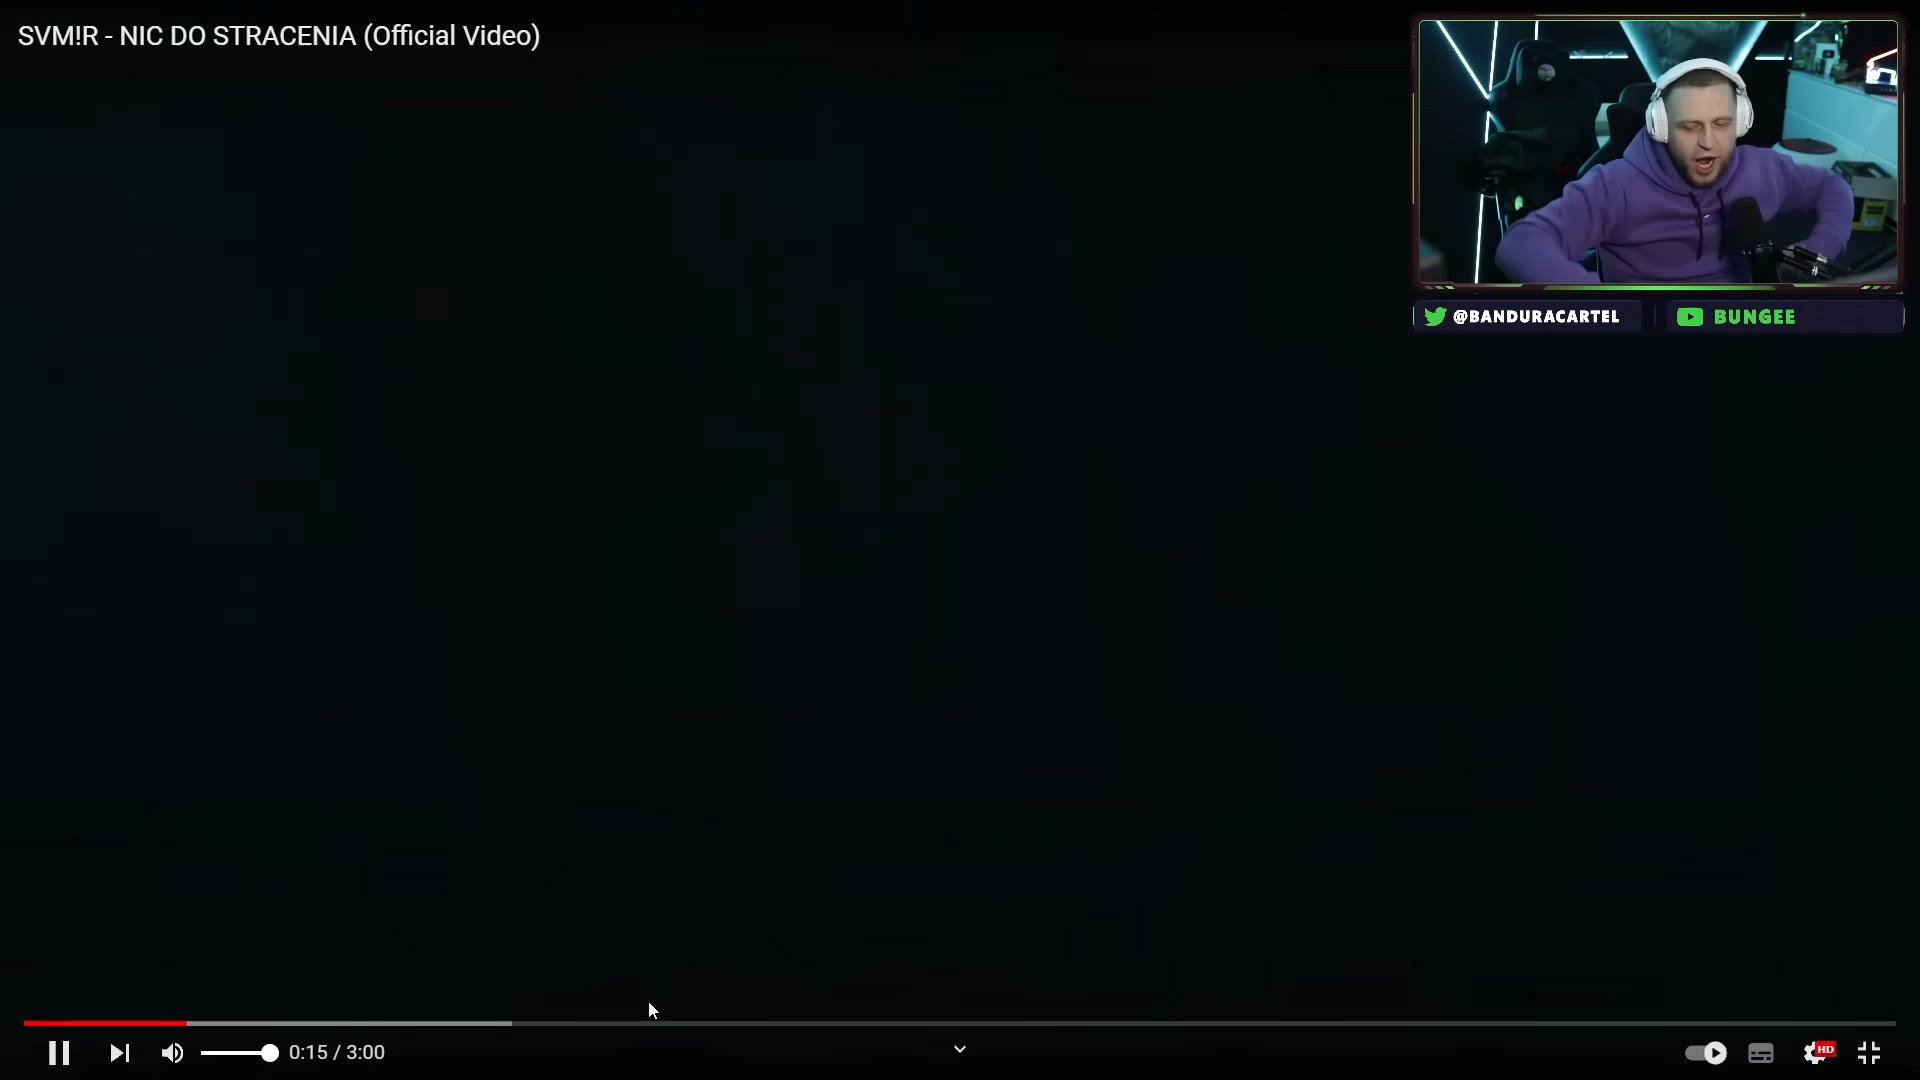 SVM!R - NIC DO STRACENIA (Official Video)
@BANDURACARTEL
BUNGEE
0:15 / 3:00
HD